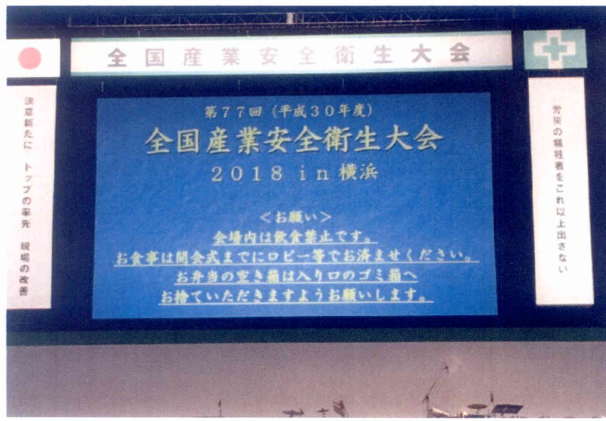 全国産業安全衛生大会
第77回（平成30年度）
全国産業安全衛生大会
2018 in 横浜
＜お願い＞
会場内は飲食禁止です。
お食事は開会式までにロビー等でお済ませください。
お弁当の空き箱は入り口のゴミ箱へ
お捨ていただきますようお願いします。
労災の犠牲者をこれ以上出さない
決意新たに トップの率先 現場の改善